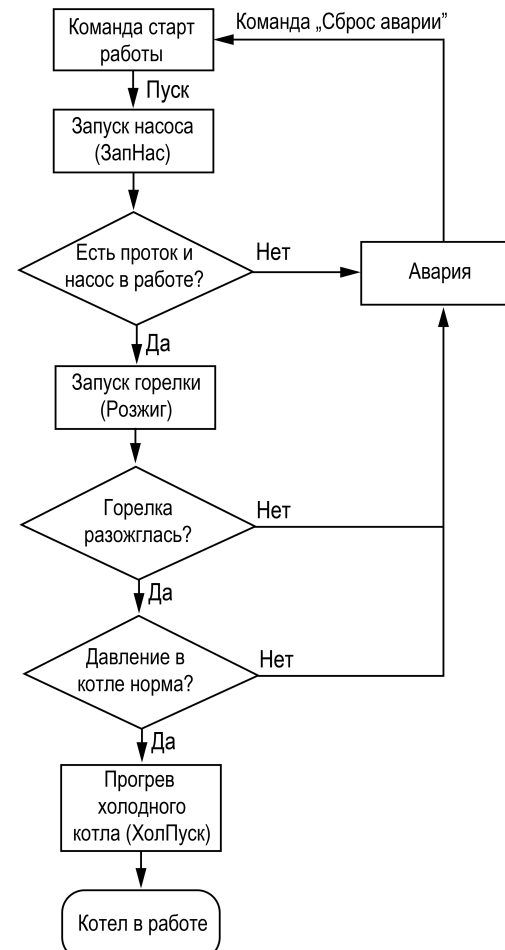 Команда старт
работы
Команда „Сброс аварии”
Пуск
Запуск насоса
(ЗапНас)
Есть проток и
насос в работе?
Нет
Авария
Да
Запуск горелки
(Розжиг)
Горелка
разожглась?
Нет
Да
Давление в
котле норма?
Нет
Да
Прогрев
холодного
котла (ХолПуск)
Котел в работе